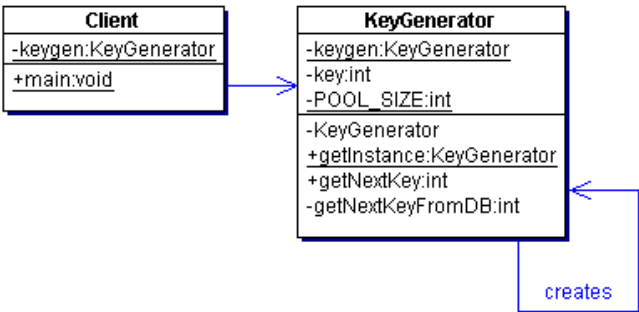 Client
-keygen:KeyGenerator
+main:void
KeyGenerator
-keygen:KeyGenerator
-key:int
-POOL_SIZE:int
-KeyGenerator
+getInstance:KeyGenerator
+getNextKey:int
-getNextKeyFromDB:int
creates